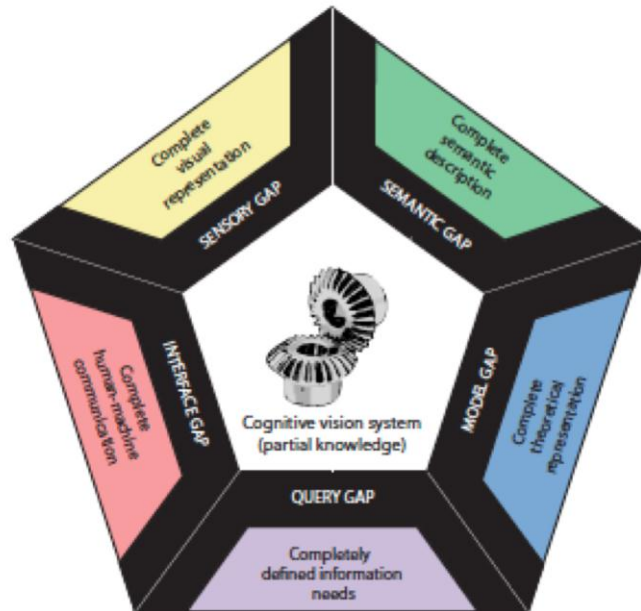 Complete
visual
representation
SENSORY GAP
Complete
semantic
description
SEMANTIC GAP
Complete
human-machine
communication
INTERFACE GAP
Cognitive vision system
(partial knowledge)
MODEL GAP
Complete
theoretical
representation
QUERY GAP
Completely
defined information
needs